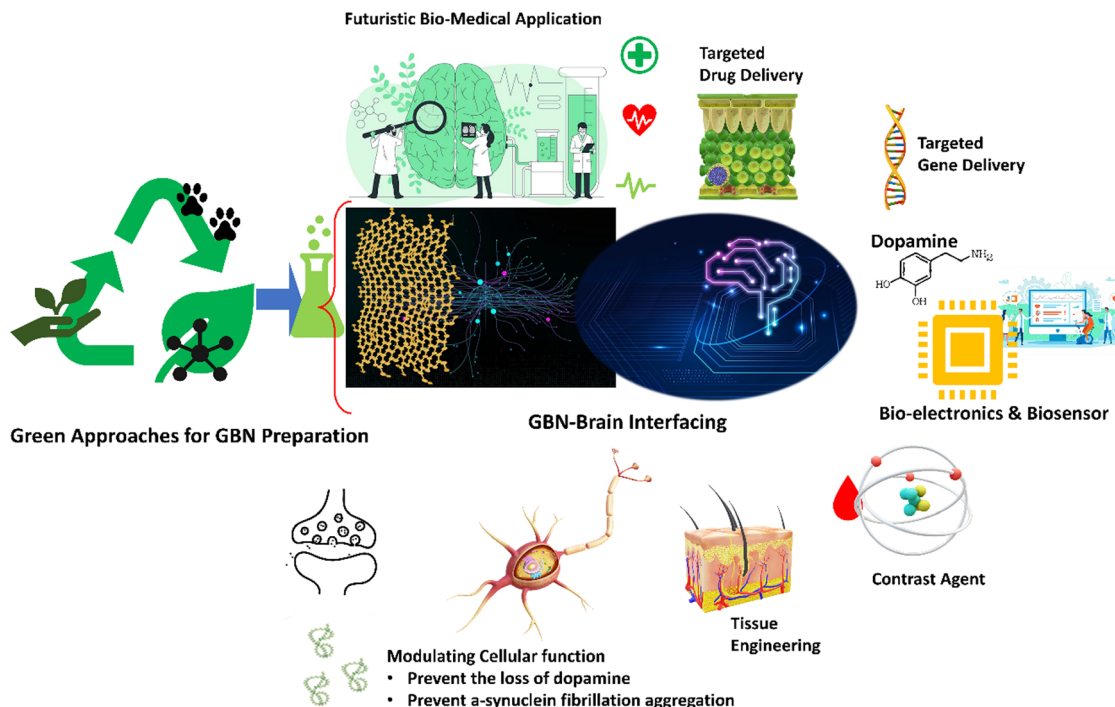 Futuristic Bio-Medical Application
Targeted
Drug Delivery
Targeted
Gene Delivery
Dopamine
NH₂
HO
OH
Bio-electronics & Biosensor
GBN-Brain Interfacing
Green Approaches for GBN Preparation
Contrast Agent
Tissue
Engineering
Modulating Cellular function
• Prevent the loss of dopamine
• Prevent a-synuclein fibrillation aggregation